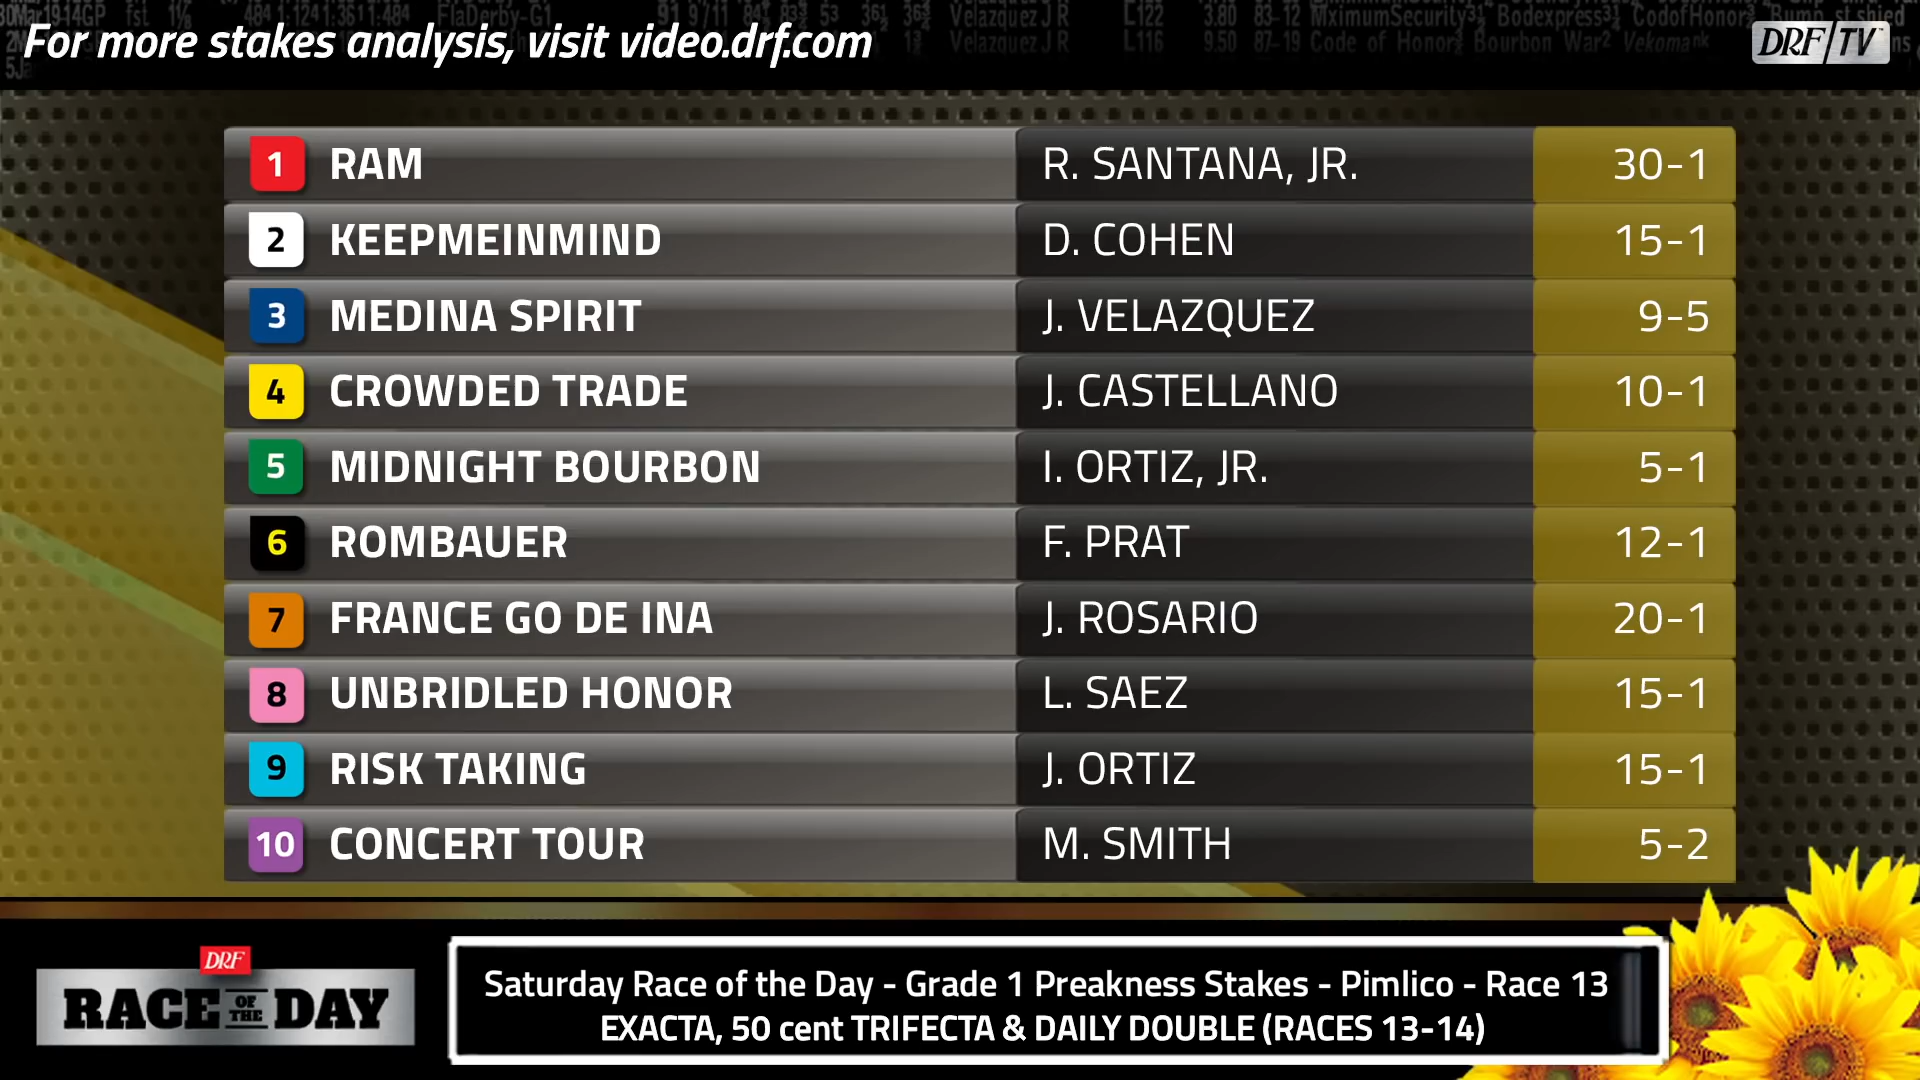 For more stakes analysis, visit video.drf.com
DRF TV
1 RAM R. SANTANA, JR. 30-1
2 KEEPMEINMIND D. COHEN 15-1
3 MEDINA SPIRIT J. VELAZQUEZ 9-5
4 CROWDED TRADE J. CASTELLANO 10-1
5 MIDNIGHT BOURBON I. ORTIZ, JR. 5-1
6 ROMBAUER F. PRAT 12-1
7 FRANCE GO DE INA J. ROSARIO 20-1
8 UNBRIDLED HONOR L. SAEZ 15-1
9 RISK TAKING J. ORTIZ 15-1
10 CONCERT TOUR M. SMITH 5-2
DRF
RACE OF THE DAY
Saturday Race of the Day - Grade 1 Preakness Stakes - Pimlico - Race 13
EXACTA, 50 cent TRIFECTA & DAILY DOUBLE (RACES 13-14)